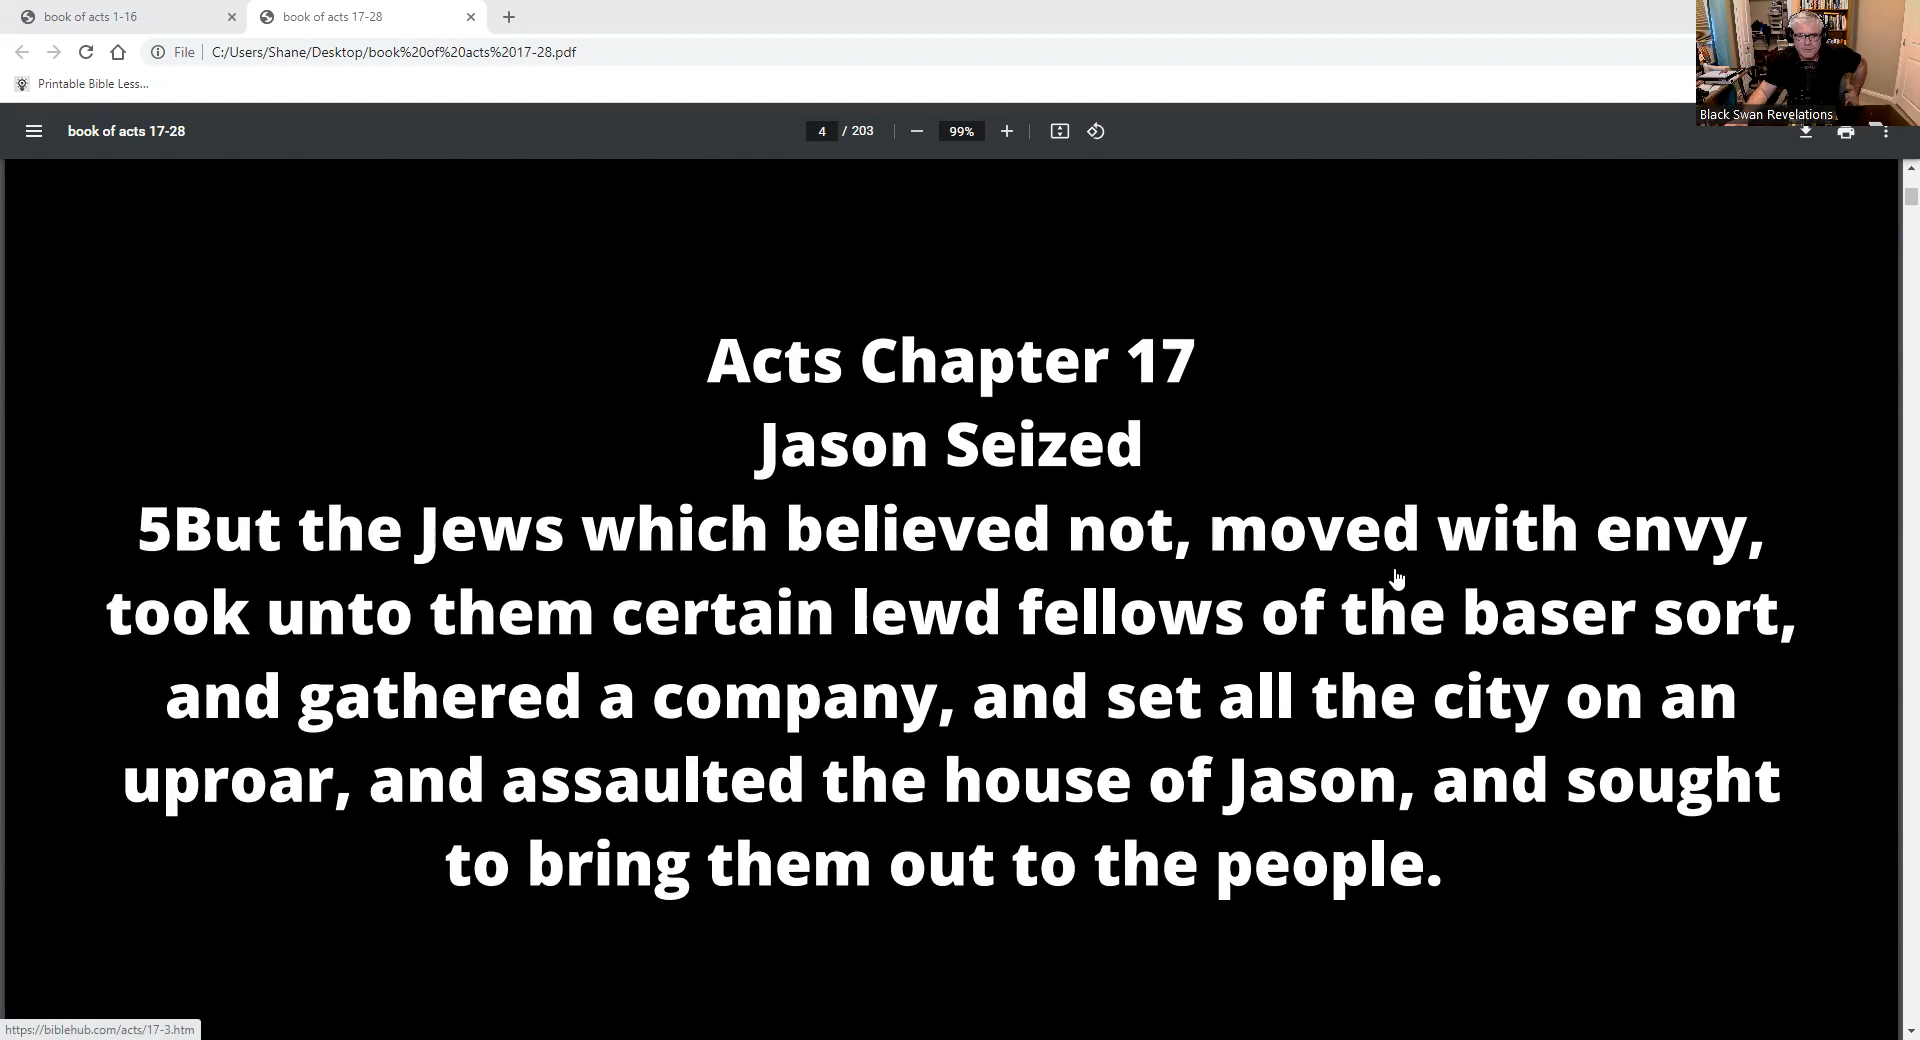 book of acts 1-16
book of acts 17-28
File
C:/Users/Shane/Desktop/book%20of%20acts%2017-28.pdf
Printable Bible Less...
Black Swan Revelations
book of acts 17-28
4 / 203
99%
Acts Chapter 17
Jason Seized
5But the Jews which believed not, moved with envy,
took unto them certain lewd fellows of the baser sort,
and gathered a company, and set all the city on an
uproar, and assaulted the house of Jason, and sought
to bring them out to the people.
https://biblehub.com/acts/17-3.htm